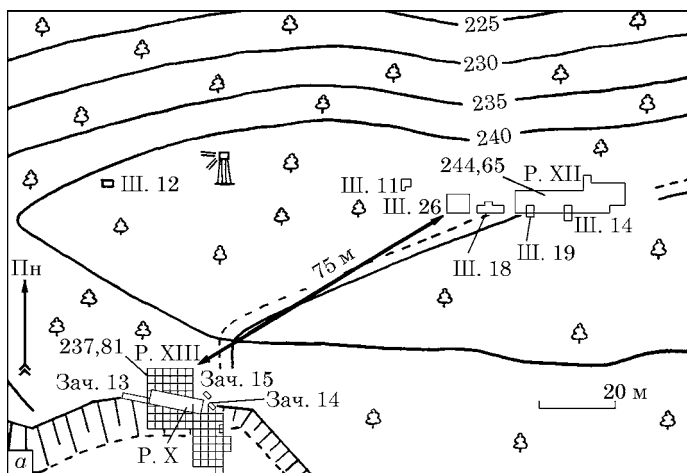 225
230
235
240
Р. XII
244,65
Ш. 12
Ш. 11
Ш. 26
Ш. 14
Ш. 19
Ш. 18
75 м
Пн
237,81
Р. XIII
Зач. 13
Зач. 15
Зач. 14
20 м
Р. X
а